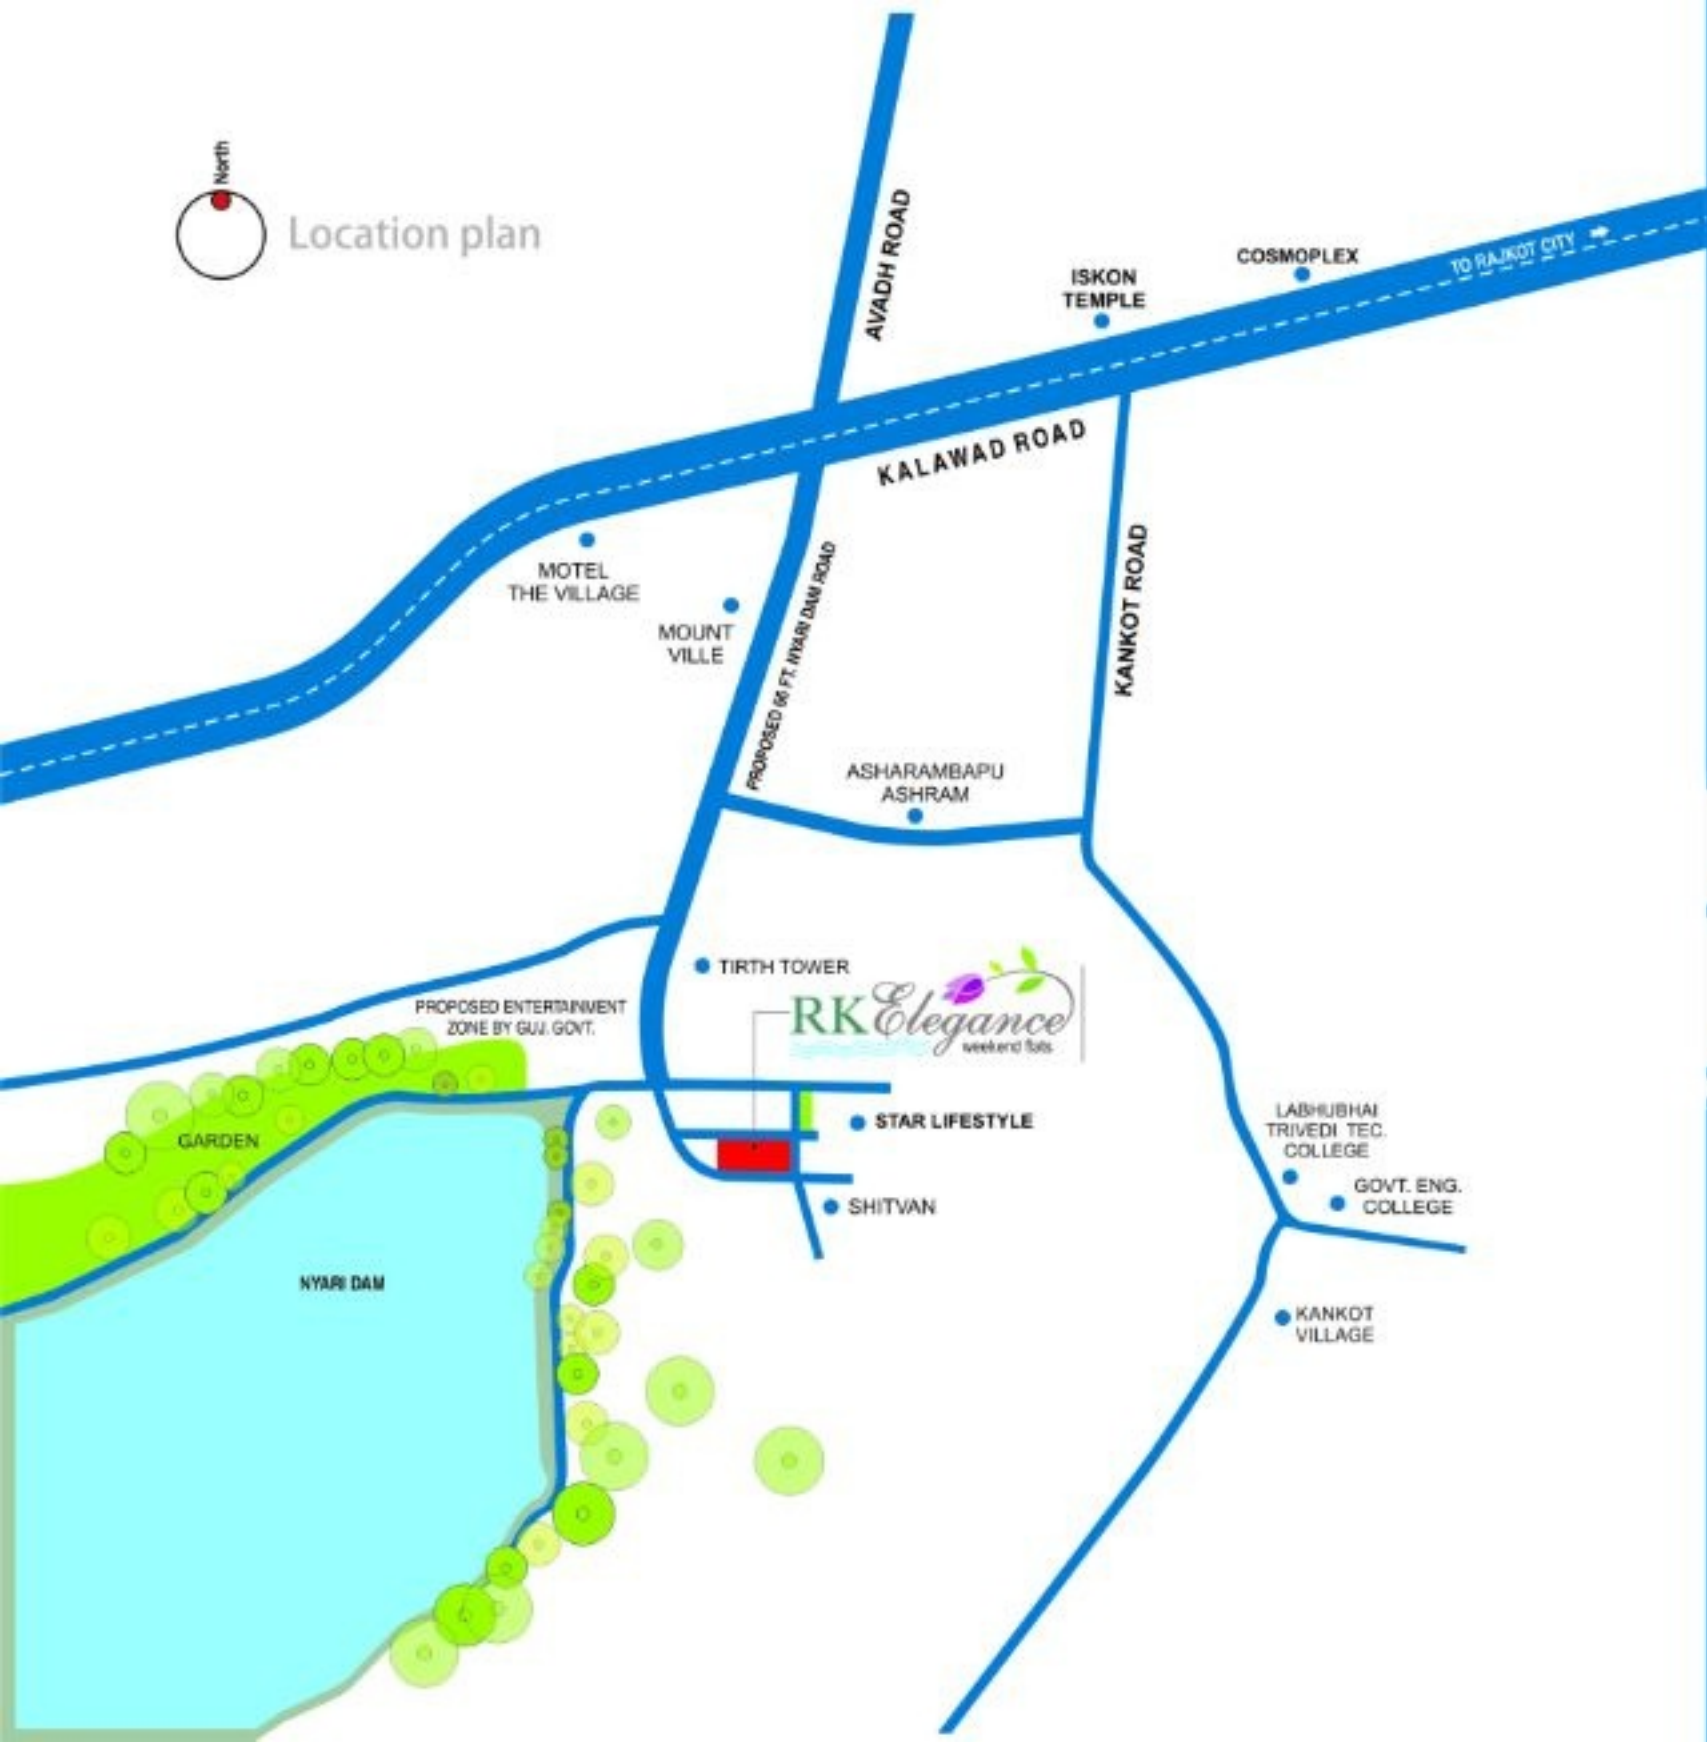 North
Location plan
AVADH ROAD
COSMOPLEX
TO RAJKOT CITY
ISKON
TEMPLE
KALAWAD ROAD
MOTEL
THE VILLAGE
MOUNT
VILLE
PROPOSED 66 FT. NYARI DAM ROAD
KANKOT ROAD
ASHARAMBAPU
ASHRAM
TIRTH TOWER
RK Elegance
weekend flats
PROPOSED ENTERTAINMENT
ZONE BY GUJ. GOVT.
GARDEN
STAR LIFESTYLE
LABHUBHAI
TRIVEDI TEC.
COLLEGE
GOVT. ENG.
COLLEGE
SHITVAN
NYARI DAM
KANKOT
VILLAGE